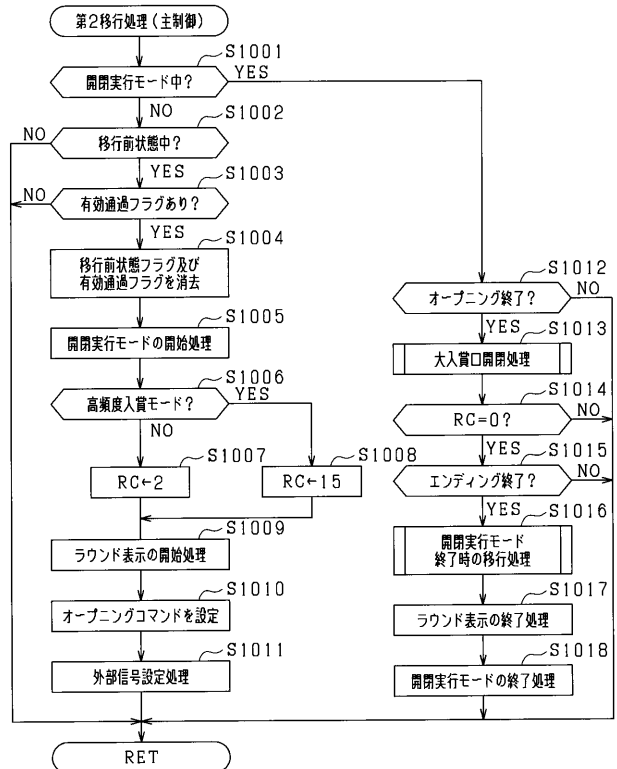 第2移行処理(主制御)
S1001
開閉実行モード中?
YES
NO
S1002
移行前状態中?
NO
YES
S1003
有効通過フラグあり?
NO
YES
S1004
移行前状態フラグ及び
有効通過フラグを消去
S1005
開閉実行モードの開始処理
S1006
高頻度入賞モード?
YES
NO
S1007
RC←2
S1008
RC←15
S1009
ラウンド表示の開始処理
S1010
オープニングコマンドを設定
S1011
外部信号設定処理
S1012
オープニング終了?
NO
YES
S1013
大入賞口開閉処理
S1014
RC=0?
NO
YES
S1015
エンディング終了?
NO
YES
S1016
開閉実行モード
終了時の移行処理
S1017
ラウンド表示の終了処理
S1018
開閉実行モードの終了処理
RET